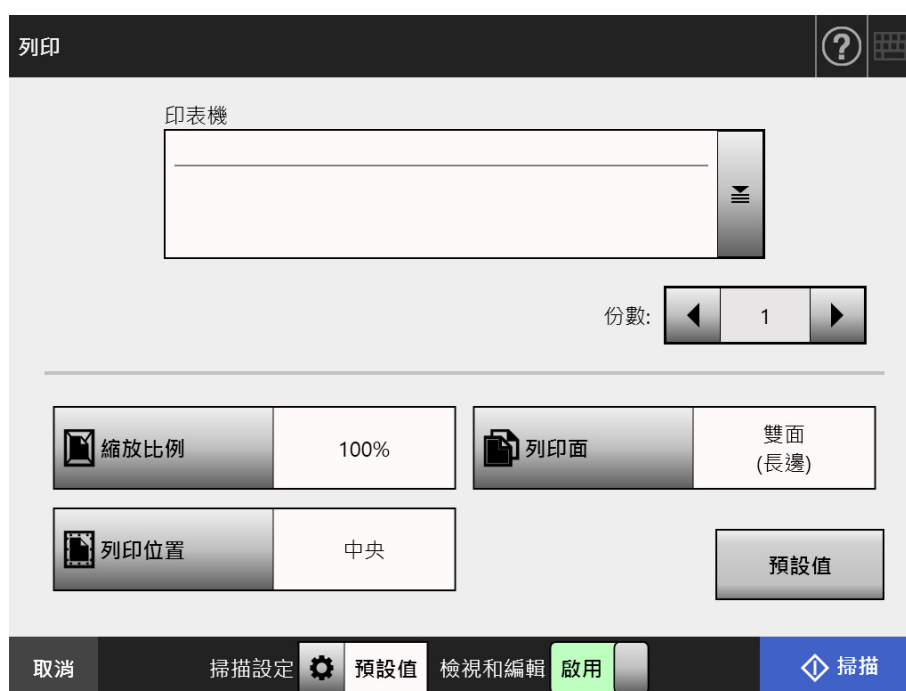 列印
印表機
份數: 1
縮放比例 100% 列印面 雙面
(長邊)
列印位置 中央 預設值
取消 掃描設定 預設值 檢視和編輯 啟用 掃描